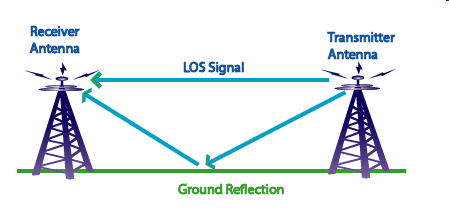 Receiver
Antenna
Transmitter
Antenna
LOS Signal
Ground Reflection